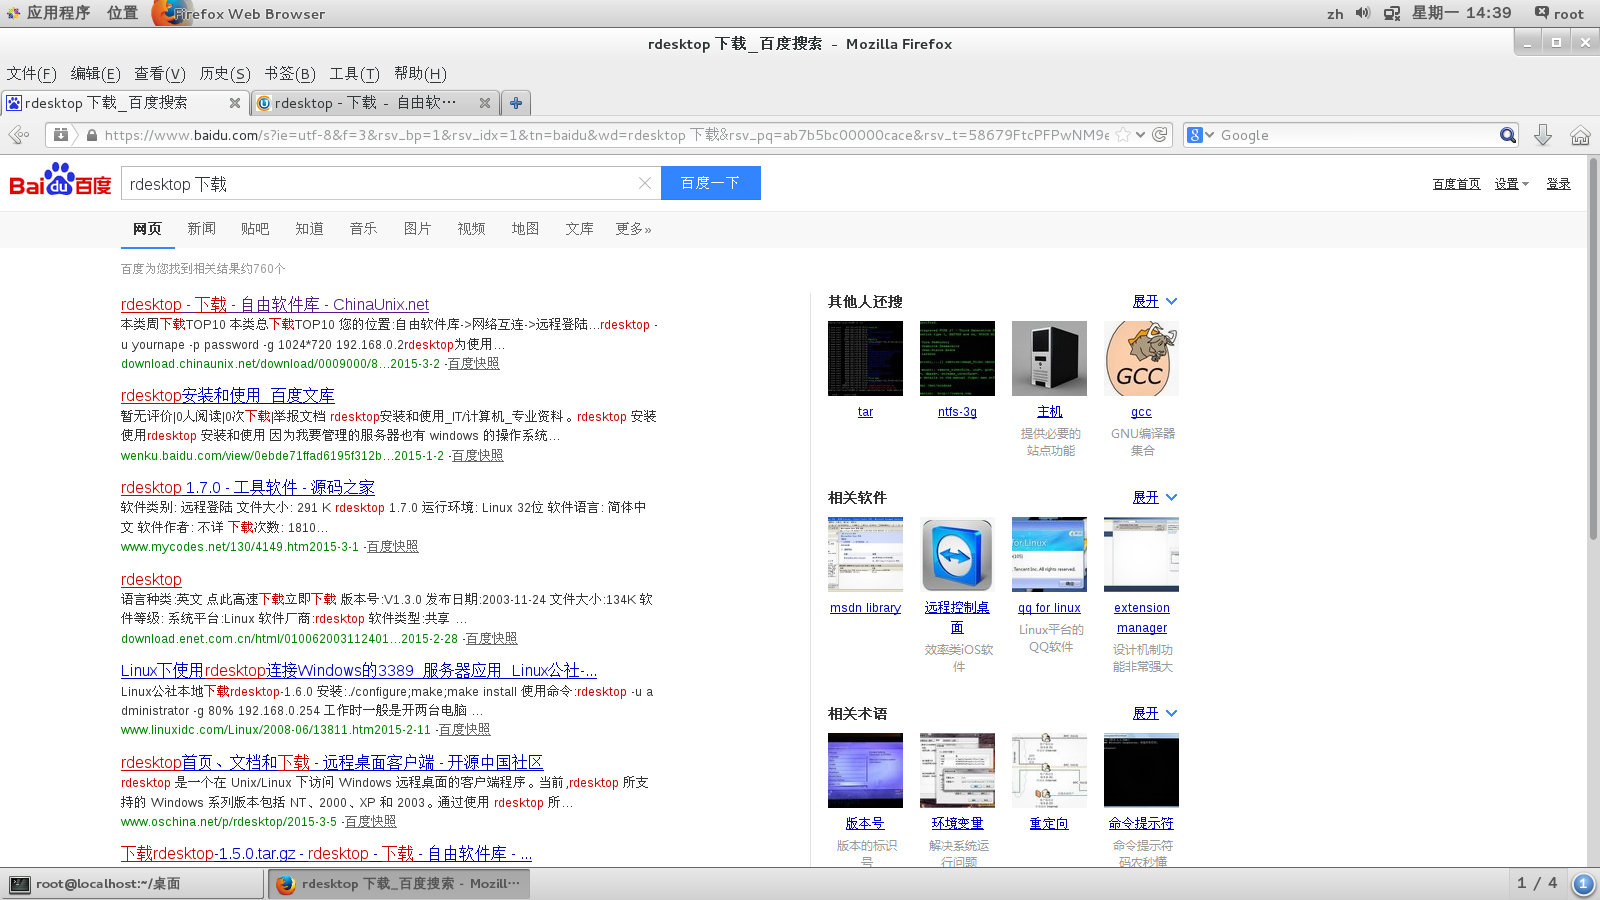 应用程序 位置 Firefox Web Browser zh 星期一 14:39 root
rdesktop 下载_百度搜索 - Mozilla Firefox
文件(F) 编辑(E) 查看(V) 历史(S) 书签(B) 工具(T) 帮助(H)
rdesktop 下载_百度搜索 rdesktop - 下载 - 自由软…
https://www.baidu.com/s?ie=utf-8&f=3&rsv_bp=1&rsv_idx=1&tn=baidu&wd=rdesktop 下载&rsv_pq=ab7b5bc00000cace&rsv_t=58679FtcPFPwNM9e Google
Bai du 百度 rdesktop 下载 百度一下 百度首页 设置 登录
网页 新闻 贴吧 知道 音乐 图片 视频 地图 文库 更多»
百度为您找到相关结果约760个
rdesktop - 下载 - 自由软件库 - ChinaUnix.net
本类周下载TOP10 本类总下载TOP10 您的位置:自由软件库->网络互连->远程登陆...rdesktop -
u yournape -p password -g 1024*720 192.168.0.2rdesktop为使用...
download.chinaunix.net/download/0009000/8...2015-3-2 -百度快照
rdesktop安装和使用_百度文库
暂无评价|0人阅读|0次下载|举报文档 rdesktop安装和使用_IT/计算机_专业资料。rdesktop 安装
使用rdesktop 安装和使用 因为我要管理的服务器也有 windows 的操作系统...
wenku.baidu.com/view/0ebde71ffad6195f312b...2015-1-2 -百度快照
rdesktop 1.7.0 - 工具软件 - 源码之家
软件类别: 远程登陆 文件大小: 291 K rdesktop 1.7.0 运行环境: Linux 32位 软件语言: 简体中
文 软件作者: 不详 下载次数: 1810...
www.mycodes.net/130/4149.htm2015-3-1 -百度快照
rdesktop
语言种类:英文 点此高速下载立即下载 版本号:V1.3.0 发布日期:2003-11-24 文件大小:134K 软
件等级: 系统平台:Linux 软件厂商:rdesktop 软件类型:共享 ...
download.enet.com.cn/html/010062003112401...2015-2-28 -百度快照
Linux下使用rdesktop连接Windows的3389_服务器应用_Linux公社-...
Linux公社本地下载rdesktop-1.6.0 安装:./configure;make;make install 使用命令:rdesktop -u a
dministrator -g 80% 192.168.0.254 工作时一般是开两台电脑 ...
www.linuxidc.com/Linux/2008-06/13811.htm2015-2-11 -百度快照
rdesktop首页、文档和下载 - 远程桌面客户端 - 开源中国社区
rdesktop 是一个在 Unix/Linux 下访问 Windows 远程桌面的客户端程序。当前,rdesktop 所支
持的 Windows 系列版本包括 NT、2000、XP 和 2003。通过使用 rdesktop 所...
www.oschina.net/p/rdesktop/2015-3-5 -百度快照
下载rdesktop-1.5.0.tar.gz - rdesktop - 下载 - 自由软件库 - ...
其他人还搜 展开
GCC
tar ntfs-3g 主机 gcc
提供必要的 GNU编译器
站点功能 集合
相关软件 展开
for Linux
Tencent Inc. All rights reserved.
msdn library 远程控制桌 qq for linux extension
面 manager
效率类iOS软 Linux平台的 设计机制功
件 QQ软件 能非常强大
相关术语 展开
版本号 环境变量 重定向 命令提示符
版本的标识 解决系统运 命令提示符
号 行问题 码农秒懂
root@localhost:~/桌面 rdesktop 下载_百度搜索 - Mozill… 1 / 4 1